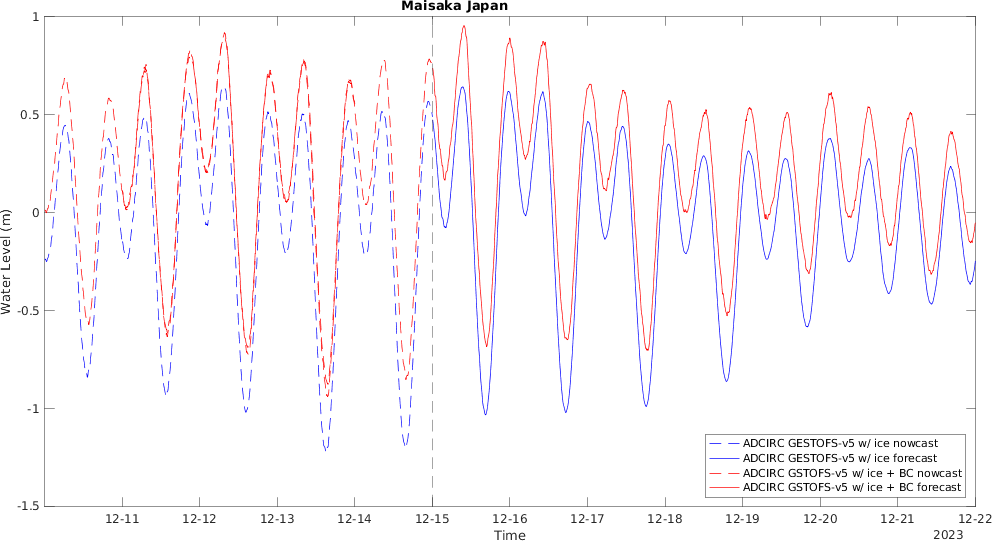 Maisaka Japan
1
0.5
0
-0.5
-1
-1.5
Water Level (m)
ADCIRC GESTOFS-v5 w/ ice nowcast
ADCIRC GESTOFS-v5 w/ ice forecast
ADCIRC GSTOFS-v5 w/ ice + BC nowcast
ADCIRC GSTOFS-v5 w/ ice + BC forecast
12-11 12-12 12-13 12-14 12-15 12-16 12-17 12-18 12-19 12-20 12-21 12-22
Time
2023